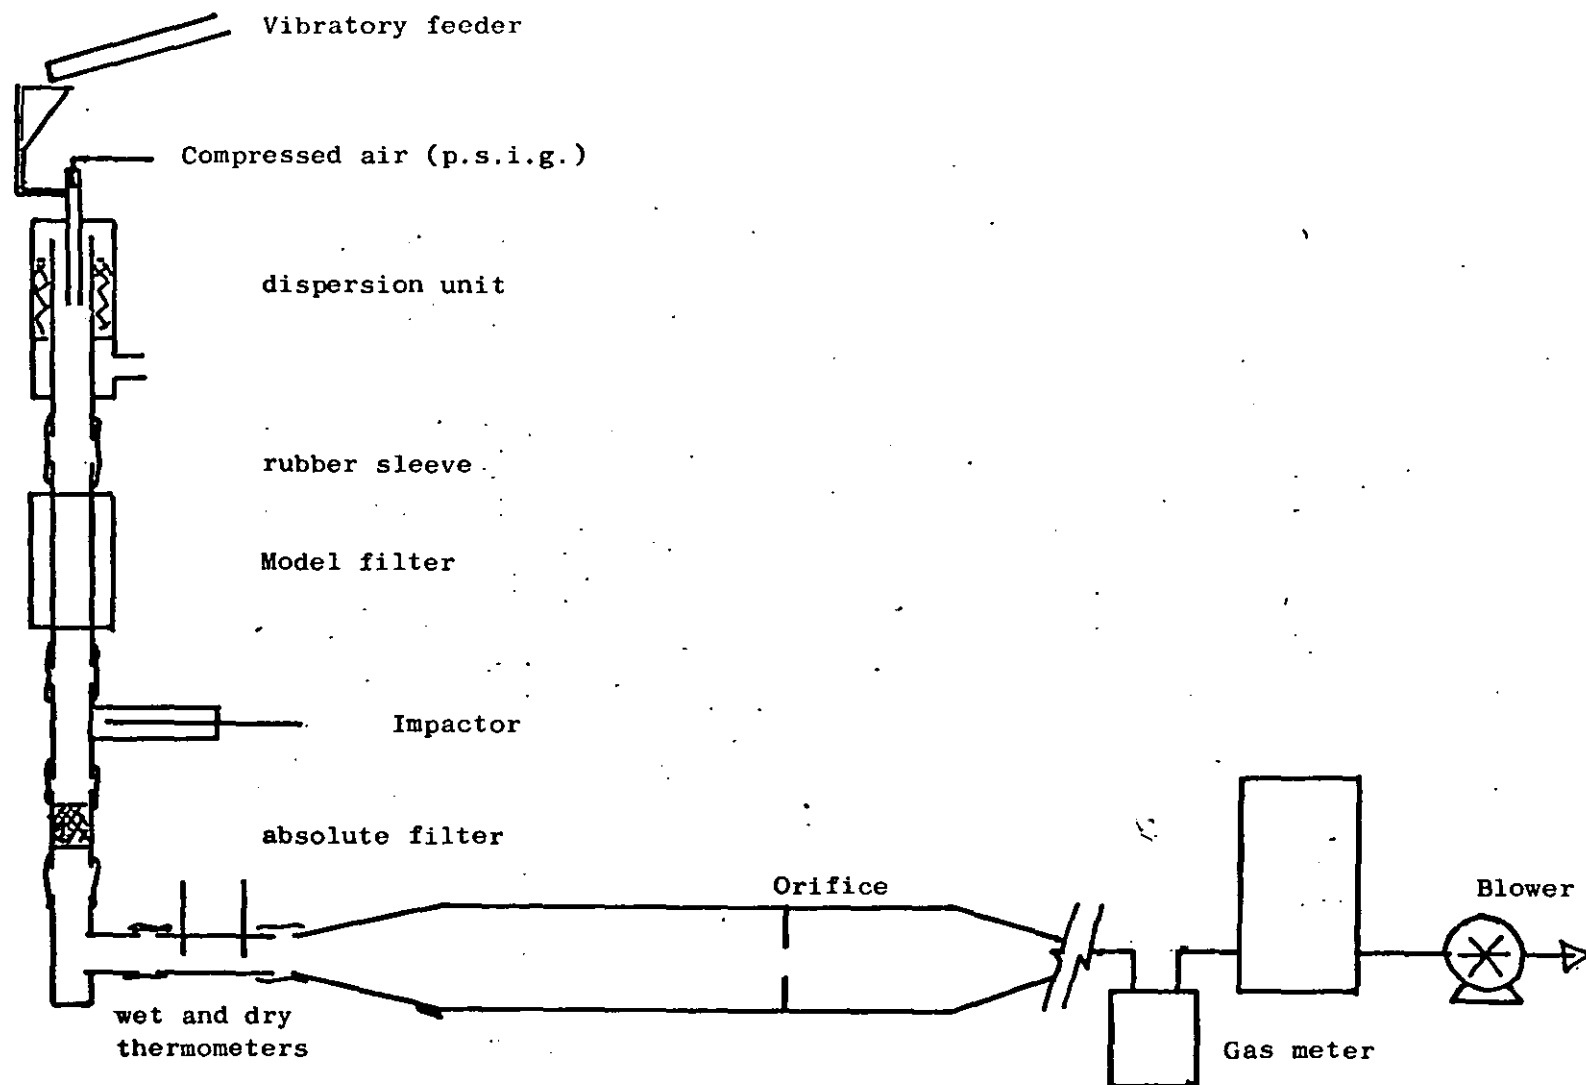 Vibratory feeder
Compressed air (p.s.i.g.)
dispersion unit
rubber sleeve
Model filter
Impactor
absolute filter
Orifice
Blower
wet and dry
thermometers
Gas meter